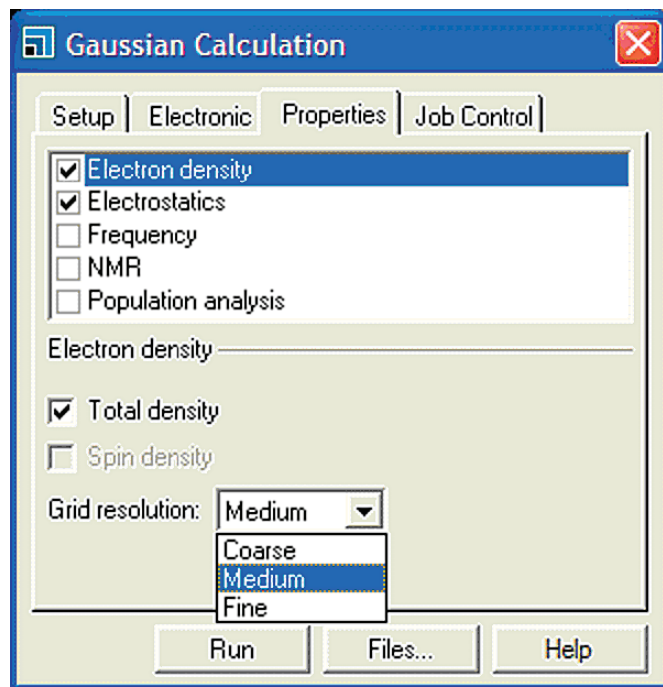 Gaussian Calculation
Setup Electronic Properties Job Control
Electron density
Electrostatics
Frequency
NMR
Population analysis
Electron density
Total density
Spin density
Grid resolution: Medium
Coarse
Medium
Fine
Run Files... Help